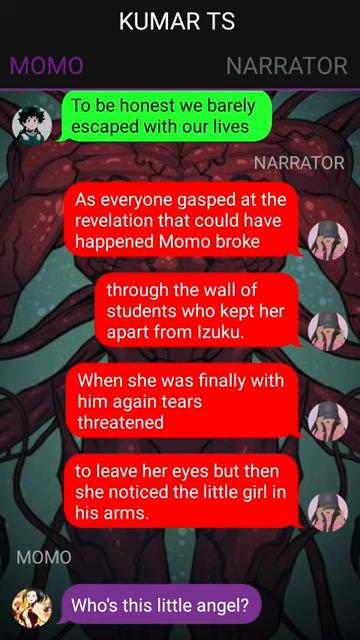 KUMAR TS
MOMO
NARRATOR
To be honest we barely
escaped with our lives
NARRATOR
As everyone gasped at the
revelation that could have
happened Momo broke
through the wall of
students who kept her
apart from Izuku.
When she was finally with
him again tears
threatened
to leave her eyes but then
she noticed the little girl in
his arms.
MOMO
Who's this little angel?